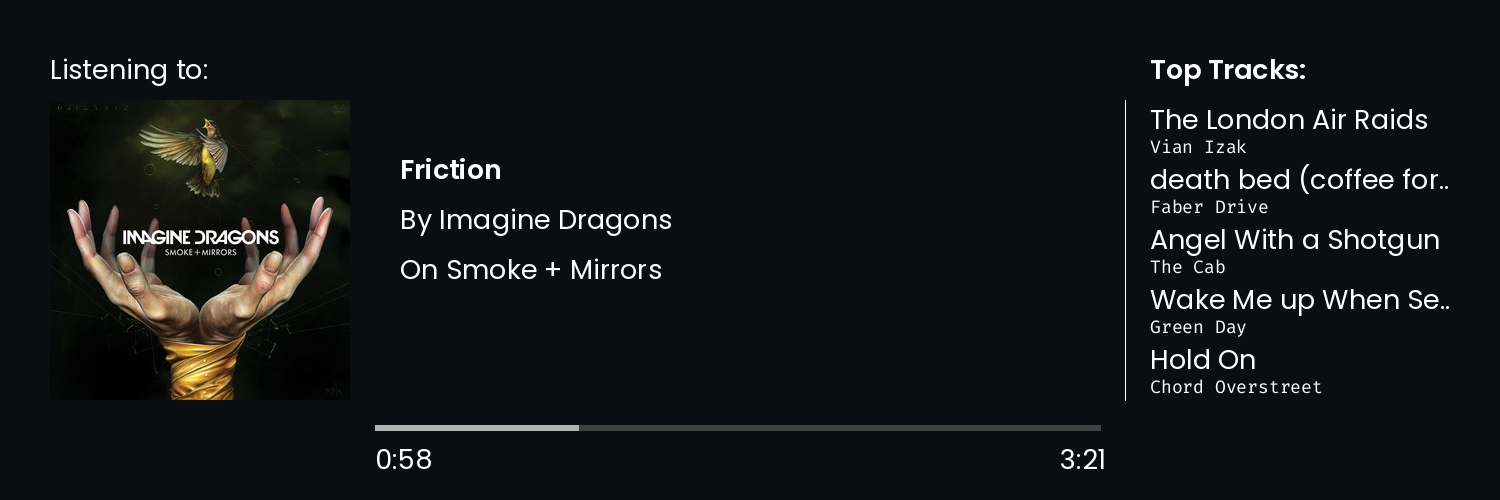 Listening to:
IMAGINE DRAGONS
SMOKE + MIRRORS
Friction
By Imagine Dragons
On Smoke + Mirrors
0:58
3:21
Top Tracks:
The London Air Raids
Vian Izak
death bed (coffee for..
Faber Drive
Angel With a Shotgun
The Cab
Wake Me up When Se..
Green Day
Hold On
Chord Overstreet